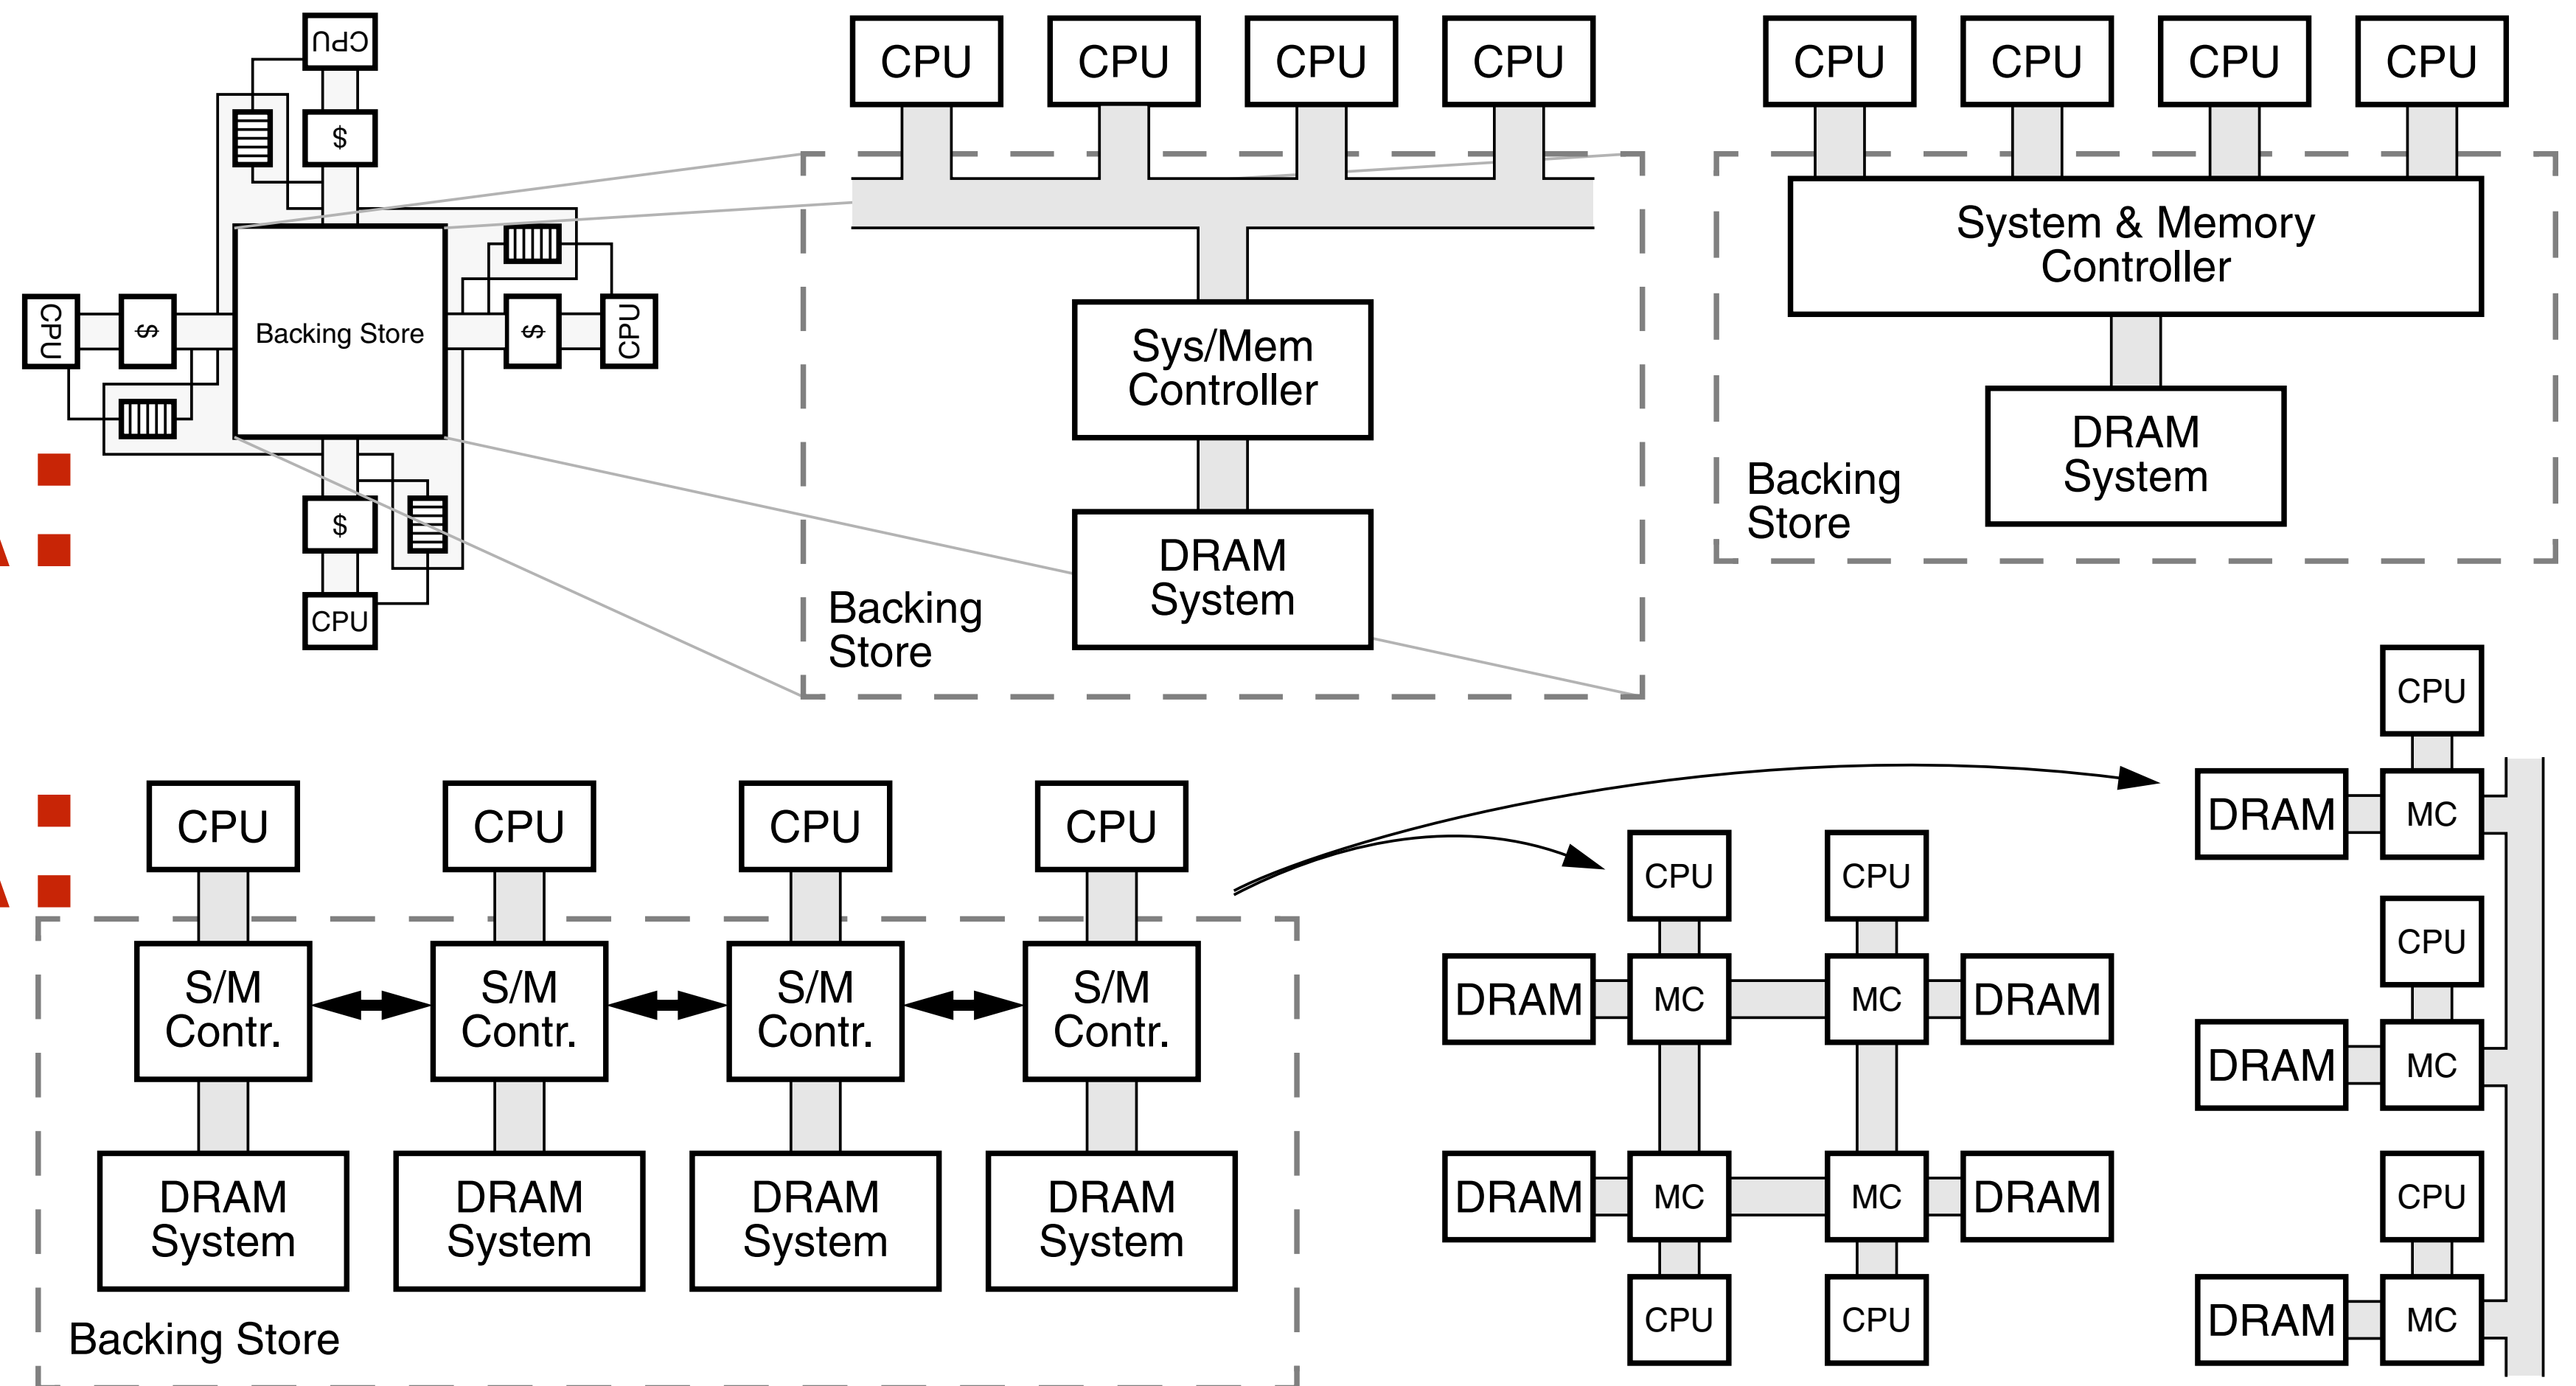 CPU
$
CPU
$
Backing Store
$
CPU
$
CPU
CPU
CPU
CPU
CPU
Sys/Mem
Controller
DRAM
System
Backing
Store
CPU
CPU
CPU
CPU
System & Memory
Controller
DRAM
System
Backing
Store
CPU
CPU
CPU
CPU
S/M
Contr.
S/M
Contr.
S/M
Contr.
S/M
Contr.
DRAM
System
DRAM
System
DRAM
System
DRAM
System
Backing Store
CPU
CPU
DRAM
MC
MC
DRAM
DRAM
MC
MC
DRAM
CPU
CPU
CPU
DRAM
MC
CPU
DRAM
MC
CPU
DRAM
MC